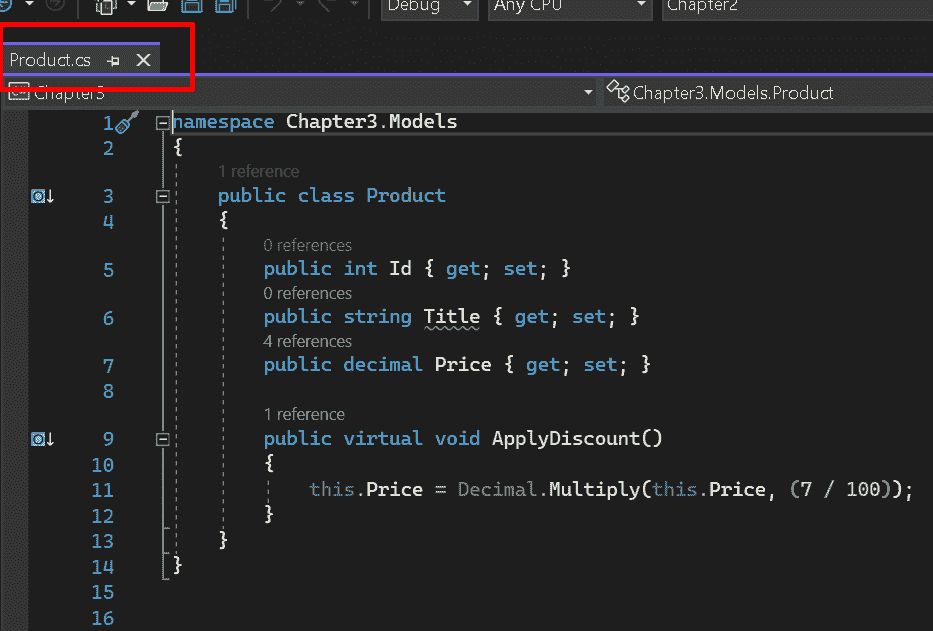 Debug Any CPU Chapter2
Product.cs
Chapter3 Chapter3.Models.Product
1 namespace Chapter3.Models
2 {
1 reference
3 public class Product
4 {
0 references
5 public int Id { get; set; }
0 references
6 public string Title { get; set; }
4 references
7 public decimal Price { get; set; }
8
1 reference
9 public virtual void ApplyDiscount()
10 {
11 this.Price = Decimal.Multiply(this.Price, (7 / 100));
12 }
13 }
14 }
15
16